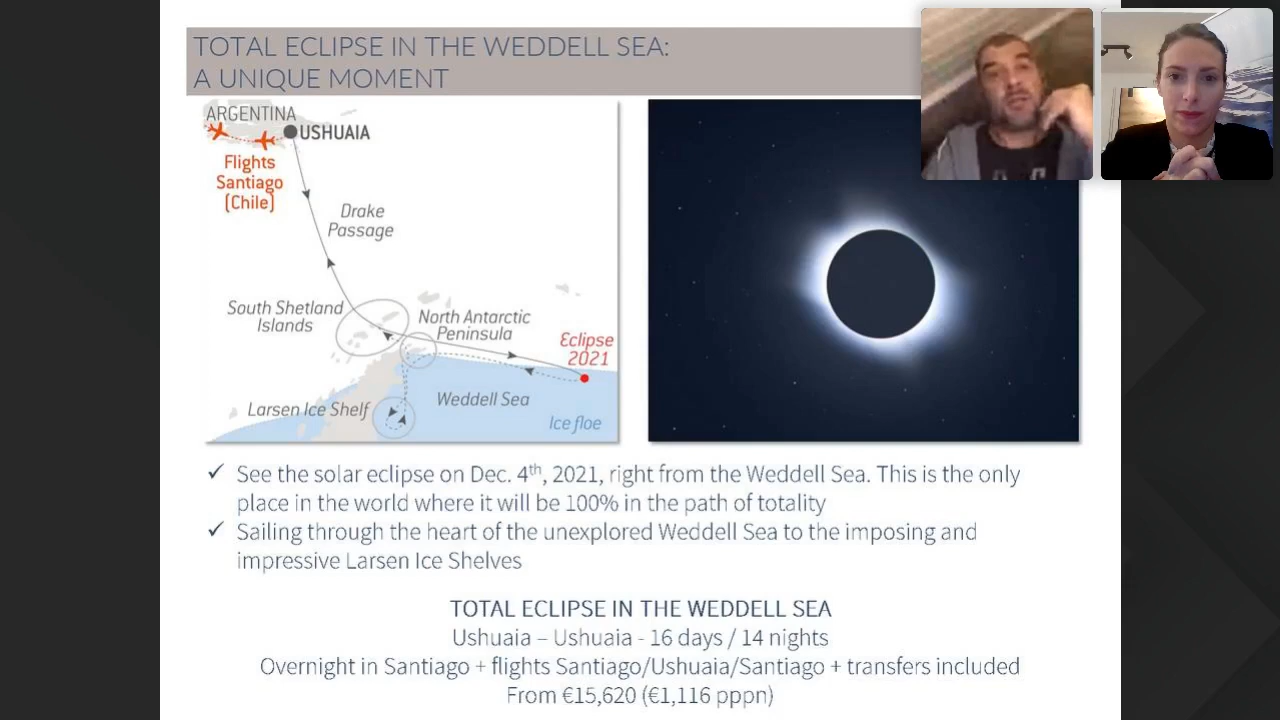 TOTAL ECLIPSE IN THE WEDDELL SEA:
A UNIQUE MOMENT
ARGENTINA
USHUAIA
Flights
Santiago
(Chile)
Drake
Passage
South Shetland
Islands
North Antarctic
Peninsula
Eclipse
2021
Larsen Ice Shelf
Weddell Sea
Ice floe
✓ See the solar eclipse on Dec. 4th, 2021, right from the Weddell Sea. This is the only
place in the world where it will be 100% in the path of totality
✓ Sailing through the heart of the unexplored Weddell Sea to the imposing and
impressive Larsen Ice Shelves
TOTAL ECLIPSE IN THE WEDDELL SEA
Ushuaia – Ushuaia - 16 days / 14 nights
Overnight in Santiago + flights Santiago/Ushuaia/Santiago + transfers included
From €15,620 (€1,116 pppn)